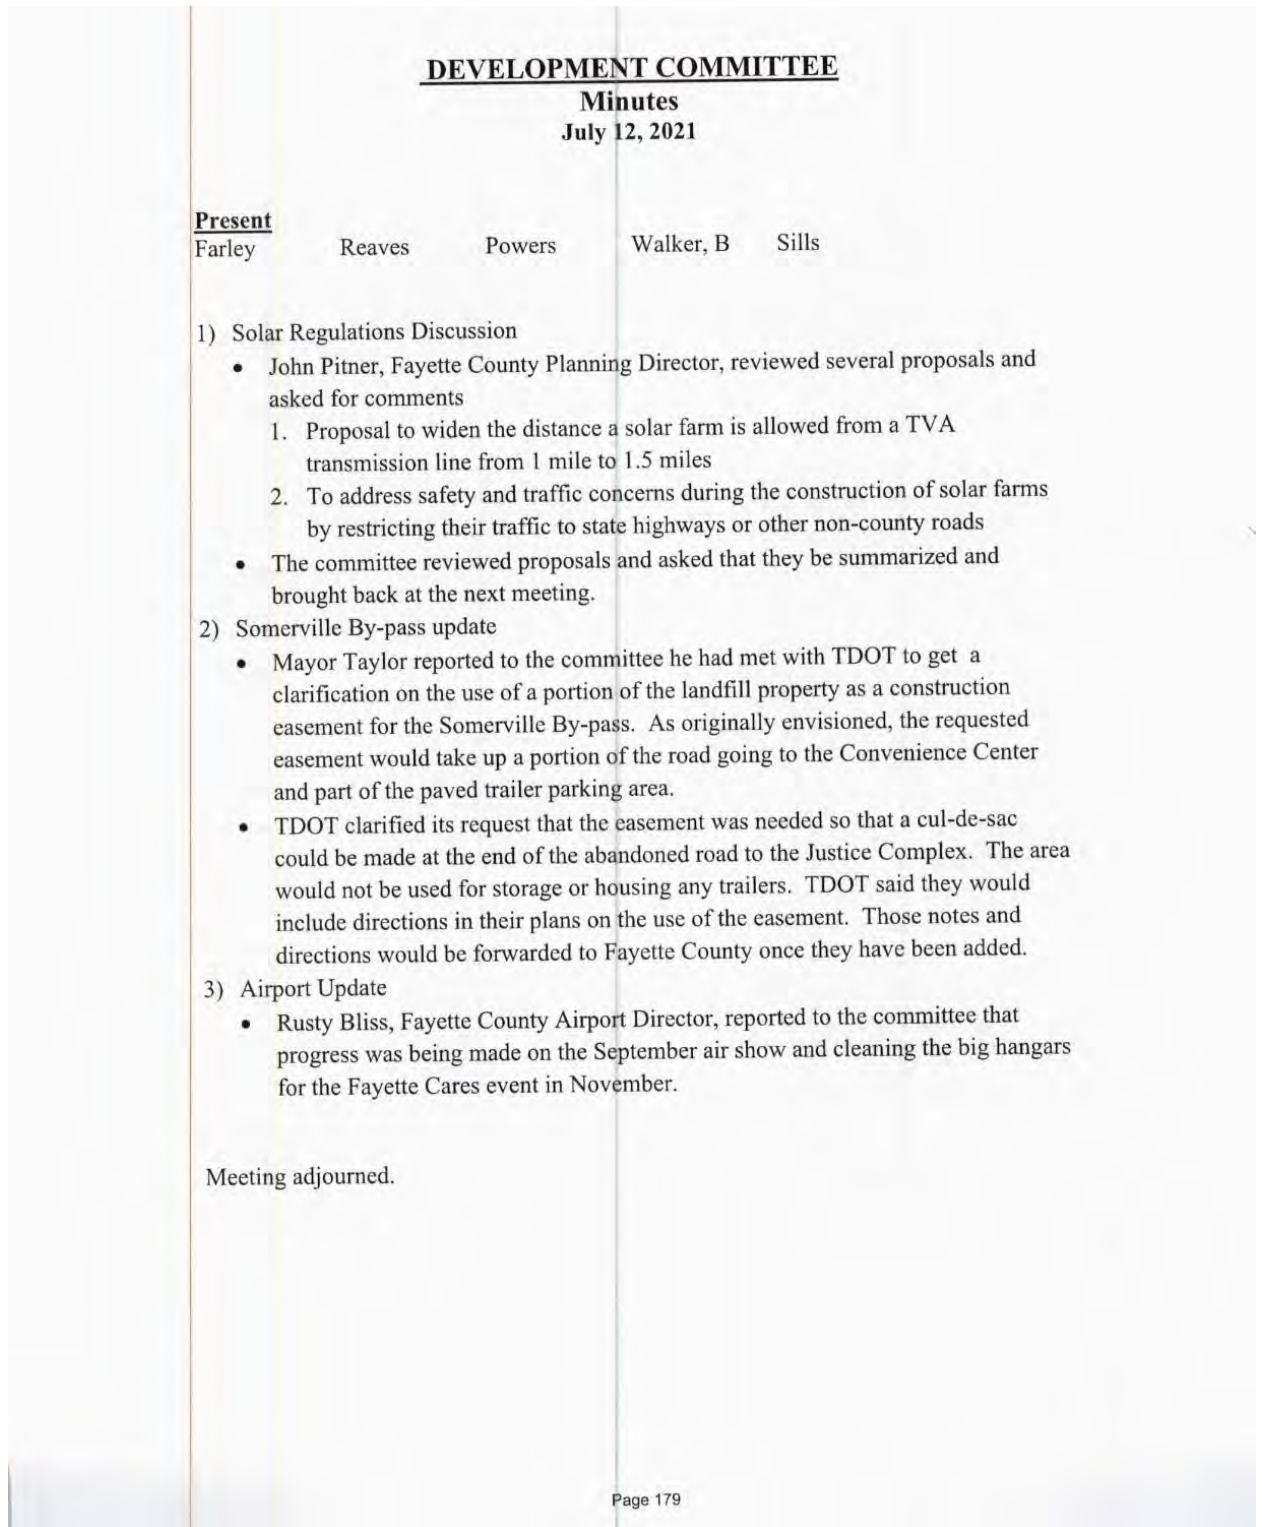 DEVELOPMENT COMMITTEE
Minutes
July 12, 2021
Present
Farley Reaves Powers Walker, B Sills
1) Solar Regulations Discussion
• John Pitner, Fayette County Planning Director, reviewed several proposals and
asked for comments
1. Proposal to widen the distance a solar farm is allowed from a TVA
transmission line from 1 mile to 1.5 miles
2. To address safety and traffic concerns during the construction of solar farms
by restricting their traffic to state highways or other non-county roads
• The committee reviewed proposals and asked that they be summarized and
brought back at the next meeting.
2) Somerville By-pass update
• Mayor Taylor reported to the committee he had met with TDOT to get a
clarification on the use of a portion of the landfill property as a construction
easement for the Somerville By-pass. As originally envisioned, the requested
easement would take up a portion of the road going to the Convenience Center
and part of the paved trailer parking area.
• TDOT clarified its request that the easement was needed so that a cul-de-sac
could be made at the end of the abandoned road to the Justice Complex. The area
would not be used for storage or housing any trailers. TDOT said they would
include directions in their plans on the use of the easement. Those notes and
directions would be forwarded to Fayette County once they have been added.
3) Airport Update
• Rusty Bliss, Fayette County Airport Director, reported to the committee that
progress was being made on the September air show and cleaning the big hangars
for the Fayette Cares event in November.
Meeting adjourned.
Page 179